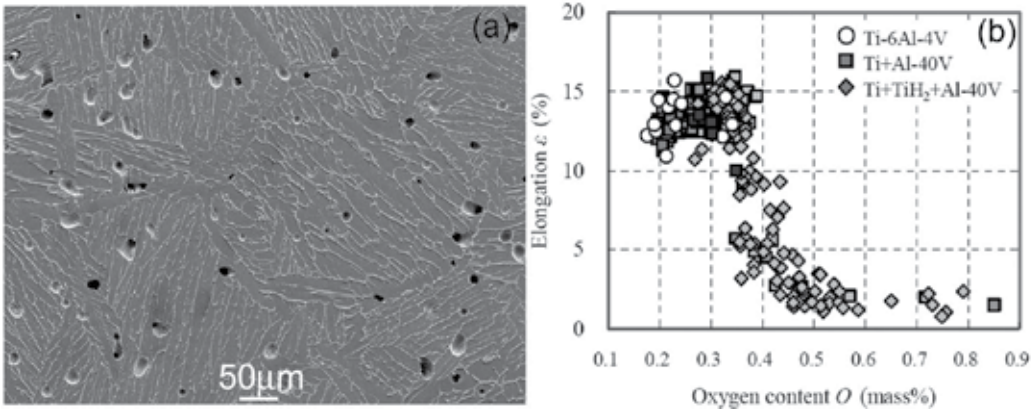 (a)
50μm
(b)
20
15
10
5
0
Elongation ε (%)
Ti-6Al-4V
Ti+Al-40V
Ti+TiH₂+Al-40V
0.1 0.2 0.3 0.4 0.5 0.6 0.7 0.8 0.9
Oxygen content O (mass%)